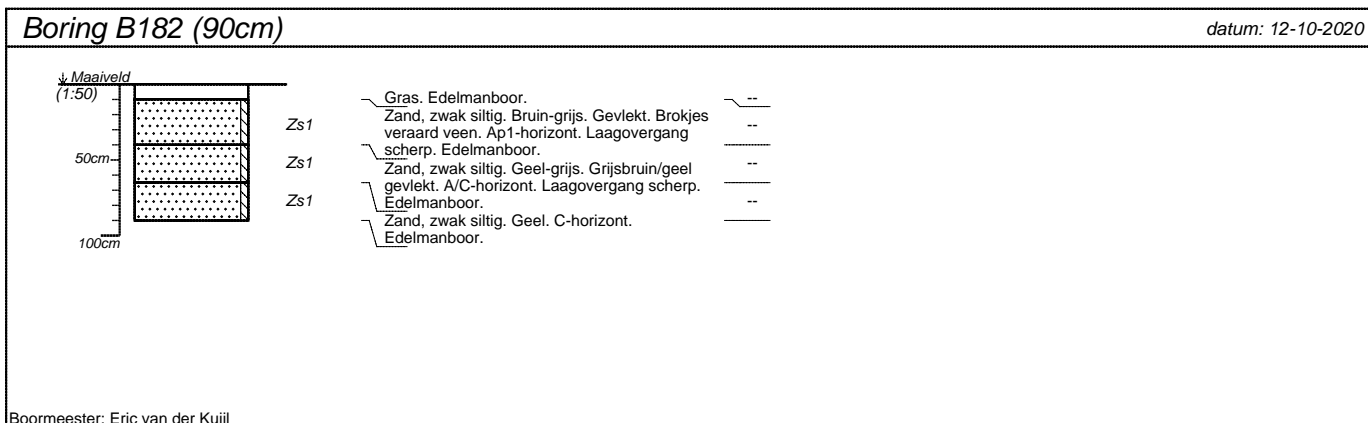 Boring B182 (90cm)
datum: 12-10-2020
Maaiveld
(1:50)
50cm
100cm
Zs1
Zs1
Zs1
Gras. Edelmanboor.
Zand, zwak siltig. Bruin-grijs. Gevlekt. Brokjes
veraard veen. Ap1-horizont. Laagovergang
scherp. Edelmanboor.
Zand, zwak siltig. Geel-grijs. Grijsbruin/geel
gevlekt. A/C-horizont. Laagovergang scherp.
Edelmanboor.
Zand, zwak siltig. Geel. C-horizont.
Edelmanboor.
--
--
--
--
Boormeester: Eric van der Kuijl